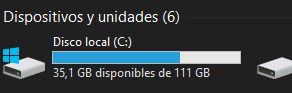 Dispositivos y unidades (6)
Disco local (C:)
35,1 GB disponibles de 111 GB